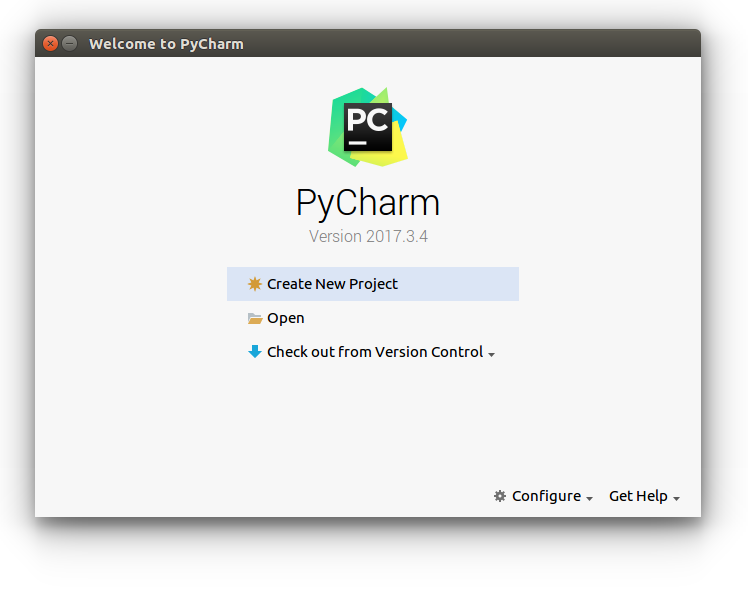 Welcome to PyCharm
PC
PyCharm
Version 2017.3.4
Create New Project
Open
Check out from Version Control
Configure
Get Help